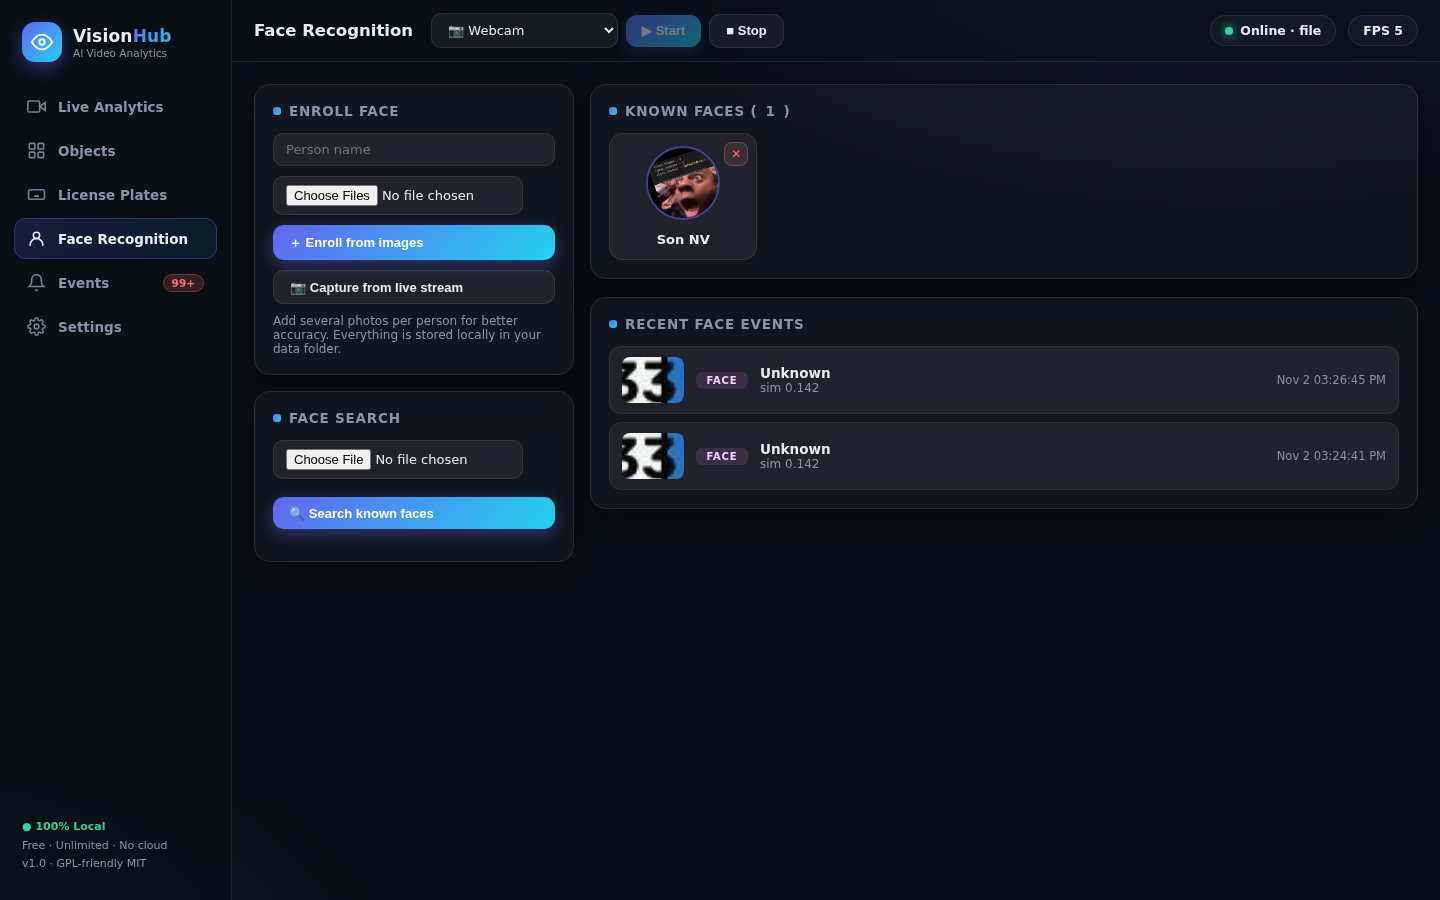 VisionHub
AI Video Analytics
Live Analytics
Objects
License Plates
Face Recognition
Events
99+
Settings
● 100% Local
Free · Unlimited · No cloud
v1.0 · GPL-friendly MIT
Face Recognition
📷 Webcam
▶ Start
■ Stop
Online · file
FPS 5
ENROLL FACE
Person name
Choose Files No file chosen
+ Enroll from images
📷 Capture from live stream
Add several photos per person for better
accuracy. Everything is stored locally in your
data folder.
FACE SEARCH
Choose File No file chosen
🔍 Search known faces
KNOWN FACES ( 1 )
✕
Son NV
RECENT FACE EVENTS
33
FACE
Unknown
sim 0.142
Nov 2 03:26:45 PM
33
FACE
Unknown
sim 0.142
Nov 2 03:24:41 PM